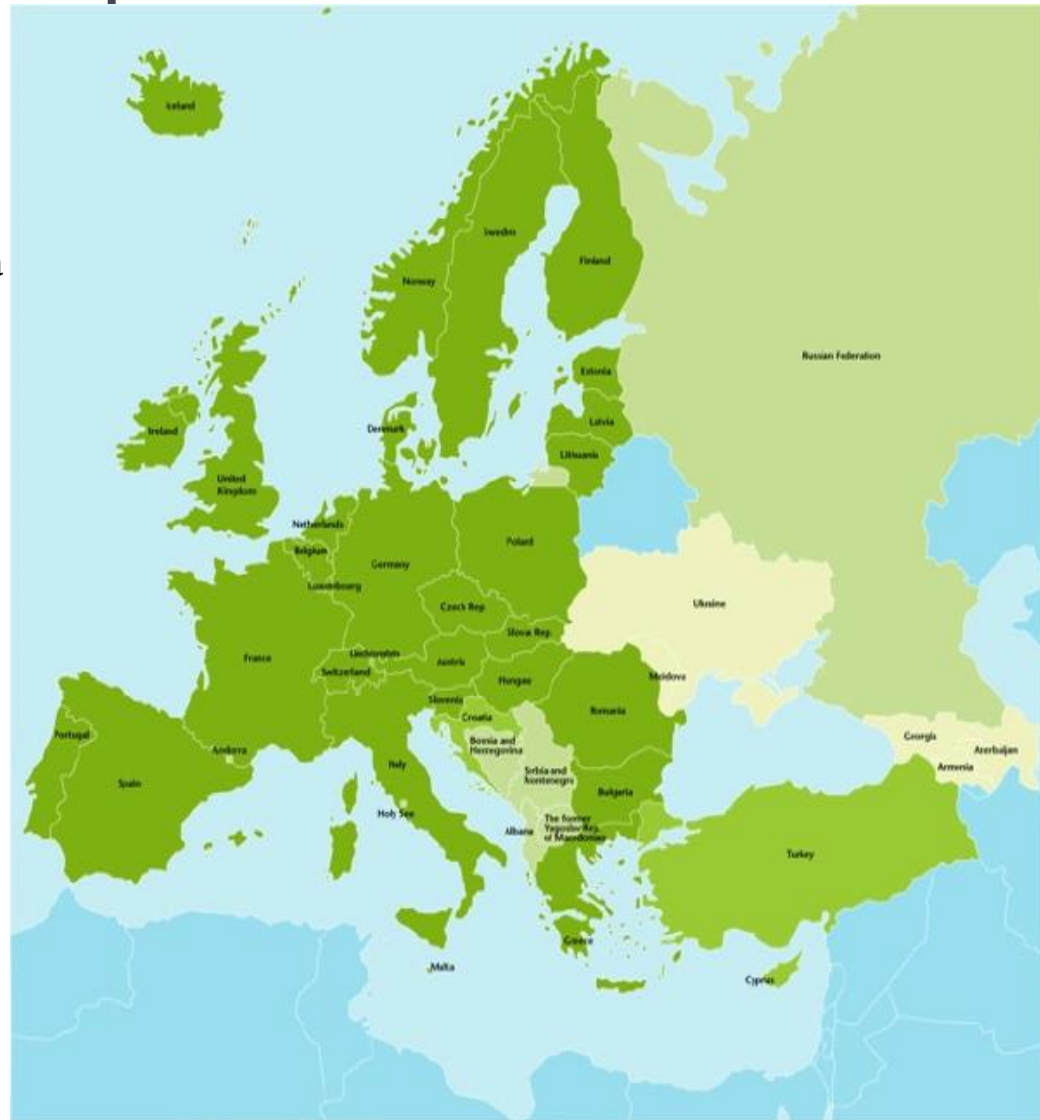 a
Iceland
Sweden
Finland
Norway
Russian Federation
Estonia
Latvia
Denmark
Lithuania
Ireland
United
Kingdom
Netherlands
Poland
Belgium
Germany
Luxembourg
Ukraine
Czech Rep.
Rep.
France
Liechtenstein
Austria
Switzerland
Moldova
Slovenia
Romania
Croatia
Portugal
Andorra
Bosnia and
Herzegovina
Georgia
Azerbaijan
Armenia
Italy
Spain
Serbia and
Montenegro
Bulgaria
Holy See
The former
Yugoslav Rep.
of Macedonia
Albania
Turkey
Greece
Malta
Cyprus